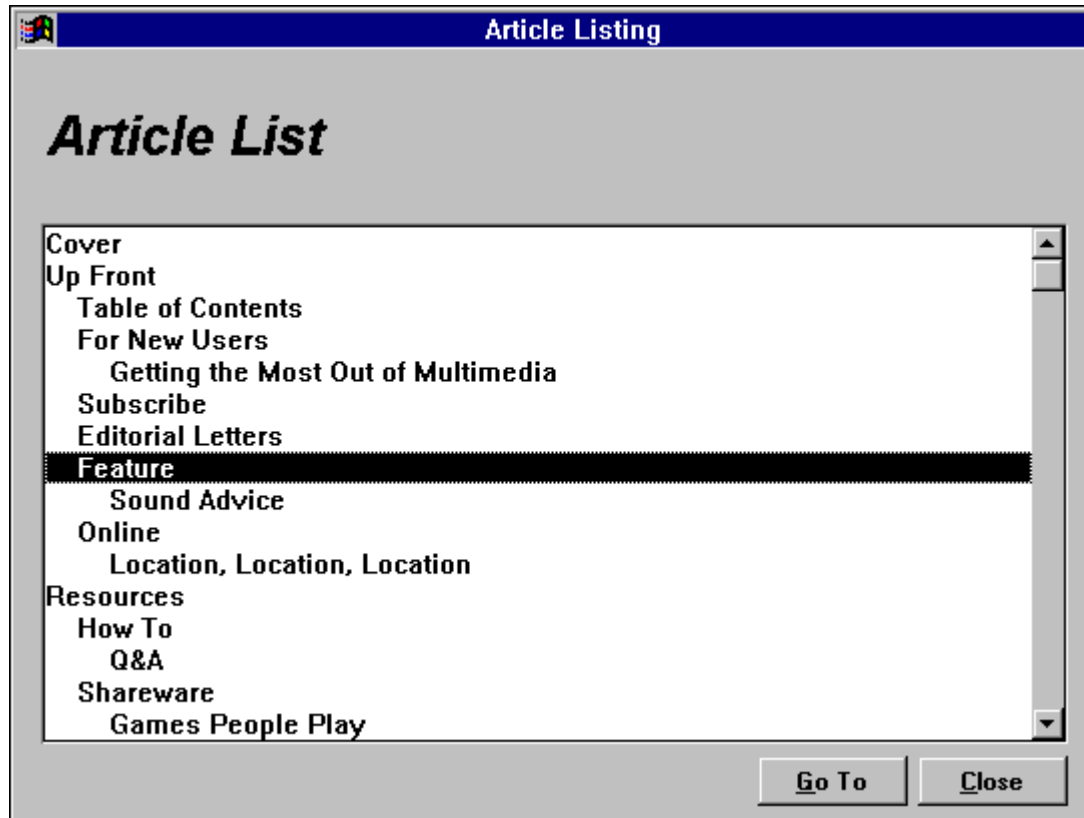 Article Listing
Article List
Cover
Up Front
Table of Contents
For New Users
Getting the Most Out of Multimedia
Subscribe
Editorial Letters
Feature
Sound Advice
Online
Location, Location, Location
Resources
How To
Q&A
Shareware
Games People Play
Go To
Close